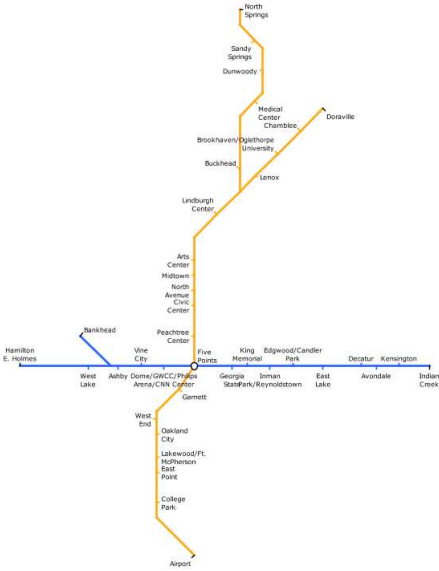 North
Springs
Sandy
Springs
Dunwoody
Medical
Center
Chamblee
Doraville
Brookhaven/Oglethorpe
University
Buckhead
Lenox
Lindburgh
Center
Arts
Center
Midtown
North
Avenue
Civic
Center
Bankhead
Peachtree
Center
Hamilton
E. Holmes
Vine
City
Five
Points
King
Memorial
Edgwood/Candler
Park
Decatur
Kensington
West
Lake
Ashby
Dome/GWCC/Philips
Arena/CNN Center
Georgia
State
Inman
Park/Reynoldstown
East
Lake
Avondale
Indian
Creek
Garnett
West
End
Oakland
City
Lakewood/Ft.
McPherson
East
Point
College
Park
Airport